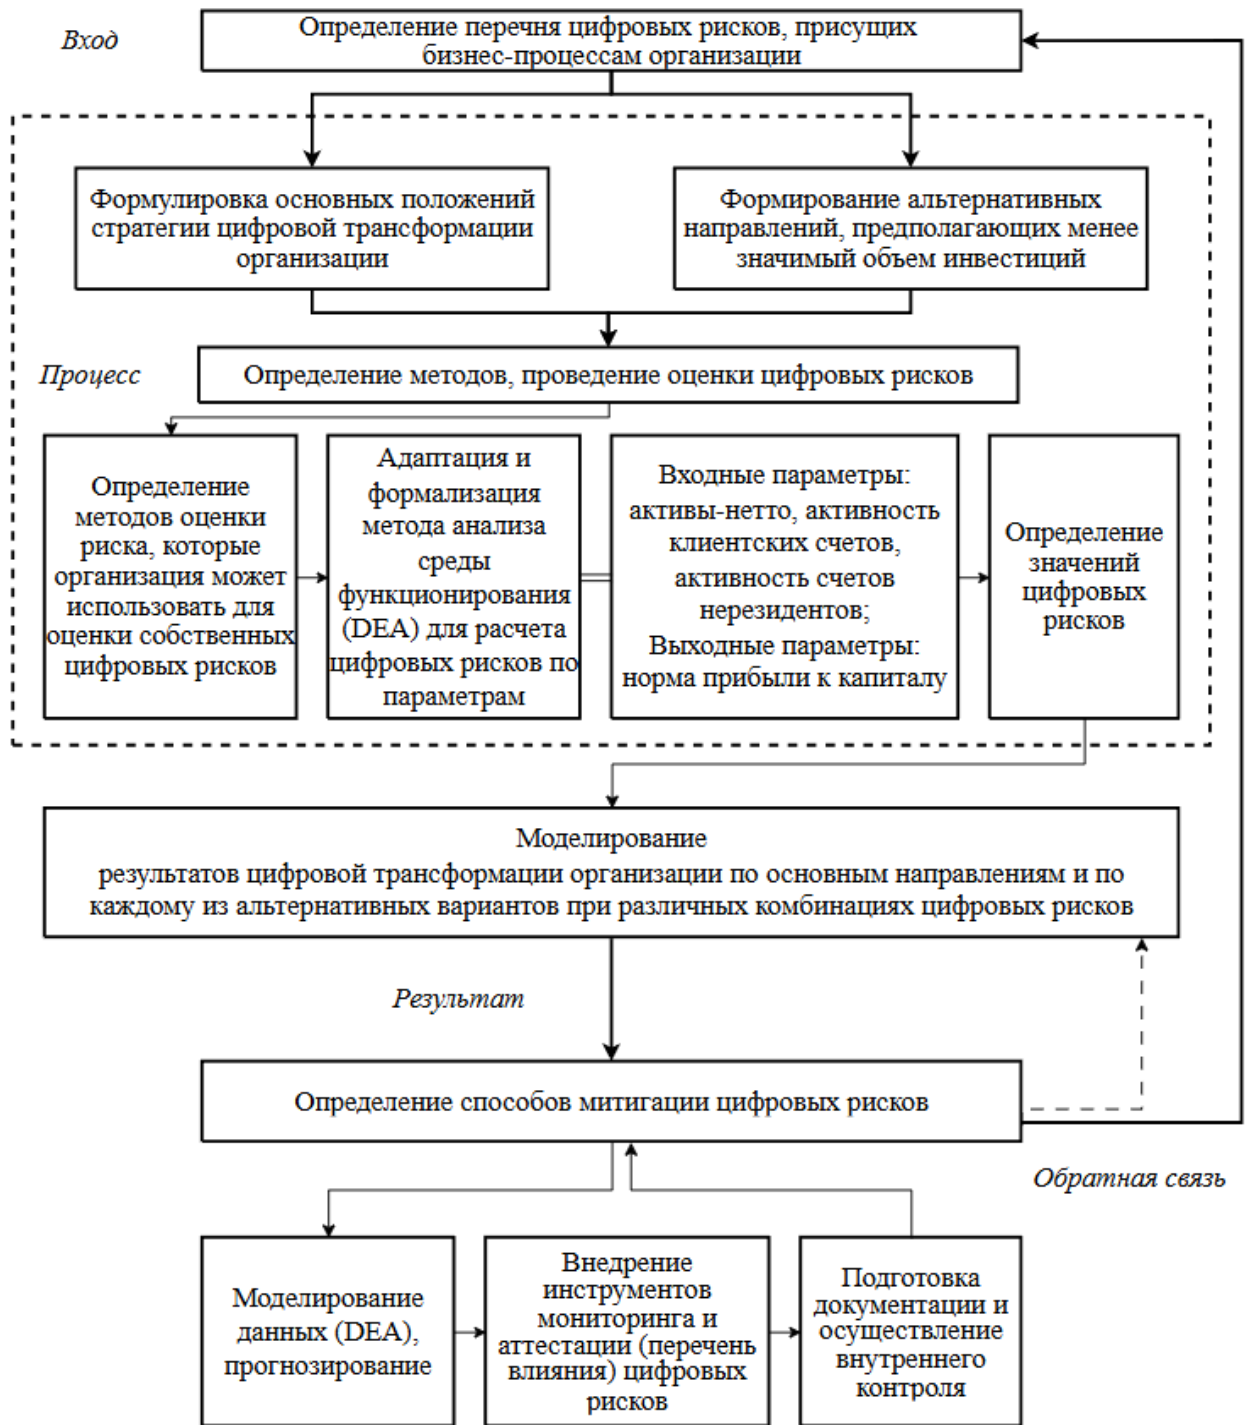 Вход
Определение перечня цифровых рисков, присущих
бизнес-процессам организации
Формулировка основных положений
стратегии цифровой трансформации
организации
Формирование альтернативных
направлений, предполагающих менее
значимый объем инвестиций
Процесс
Определение методов, проведение оценки цифровых рисков
Определение
методов оценки
риска, которые
организация может
использовать для
оценки собственных
цифровых рисков
Адаптация и
формализация
метода анализа
среды
функционирования
(DEA) для расчета
цифровых рисков по
параметрам
Входные параметры:
активы-нетто, активность
клиентских счетов,
активность счетов
нерезидентов;
Выходные параметры:
норма прибыли к капиталу
Определение
значений
цифровых
рисков
Моделирование
результатов цифровой трансформации организации по основным направлениям и по
каждому из альтернативных вариантов при различных комбинациях цифровых рисков
Результат
Определение способов митигации цифровых рисков
Обратная связь
Моделирование
данных (DEA),
прогнозирование
Внедрение
инструментов
мониторинга и
аттестации (перечень
влияния) цифровых
рисков
Подготовка
документации и
осуществление
внутреннего
контроля